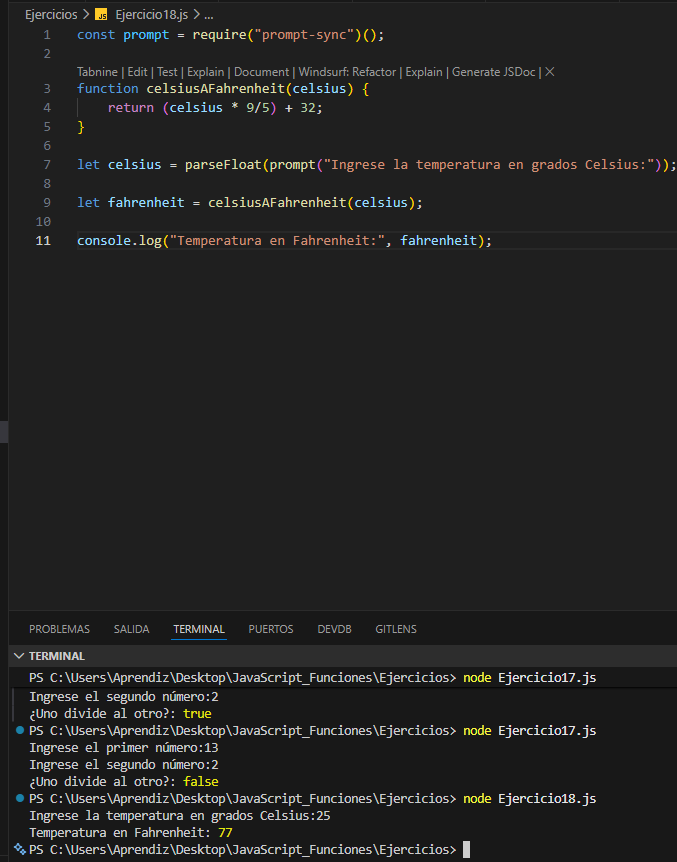 Ejercicios > JS Ejercicio18.js > ...
1 const prompt = require("prompt-sync")();
2
Tabnine | Edit | Test | Explain | Document | Windsurf: Refactor | Explain | Generate JSDoc | X
3 function celsiusAFahrenheit(celsius) {
4 return (celsius * 9/5) + 32;
5 }
6
7 let celsius = parseFloat(prompt("Ingrese la temperatura en grados Celsius:"));
8
9 let fahrenheit = celsiusAFahrenheit(celsius);
10
11 console.log("Temperatura en Fahrenheit:", fahrenheit);
PROBLEMAS SALIDA TERMINAL PUERTOS DEVDB GITLENS
TERMINAL
PS C:\Users\Aprendiz\Desktop\JavaScript_Funciones\Ejercicios> node Ejercicio17.js
Ingrese el segundo número:2
¿Uno divide al otro?: true
PS C:\Users\Aprendiz\Desktop\JavaScript_Funciones\Ejercicios> node Ejercicio17.js
Ingrese el primer número:13
Ingrese el segundo número:2
¿Uno divide al otro?: false
PS C:\Users\Aprendiz\Desktop\JavaScript_Funciones\Ejercicios> node Ejercicio18.js
Ingrese la temperatura en grados Celsius:25
Temperatura en Fahrenheit: 77
PS C:\Users\Aprendiz\Desktop\JavaScript_Funciones\Ejercicios>